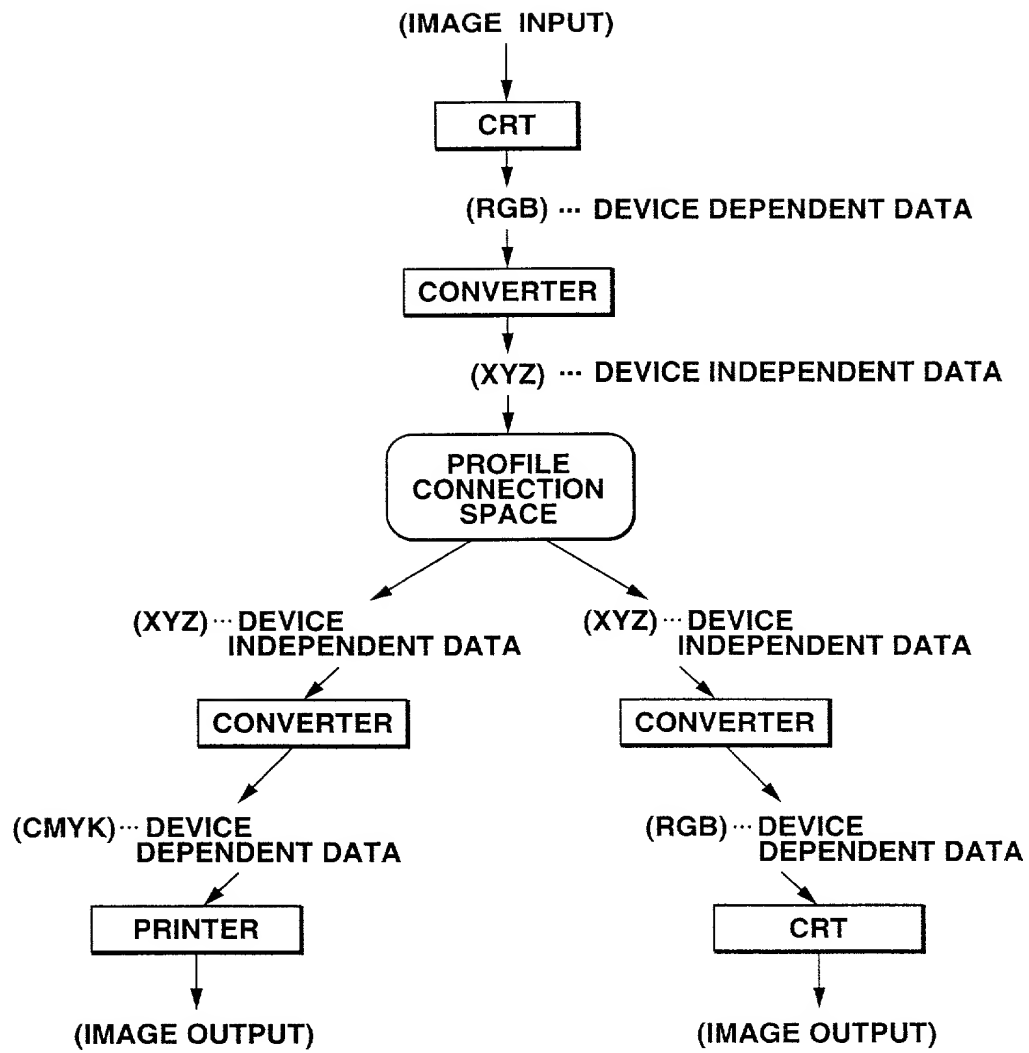 (IMAGE INPUT)
CRT
(RGB) ··· DEVICE DEPENDENT DATA
CONVERTER
(XYZ) ··· DEVICE INDEPENDENT DATA
PROFILE
CONNECTION
SPACE
(XYZ)···DEVICE
INDEPENDENT DATA
CONVERTER
(CMYK)···DEVICE
DEPENDENT DATA
PRINTER
(IMAGE OUTPUT)
(XYZ)···DEVICE
INDEPENDENT DATA
CONVERTER
(RGB)···DEVICE
DEPENDENT DATA
CRT
(IMAGE OUTPUT)